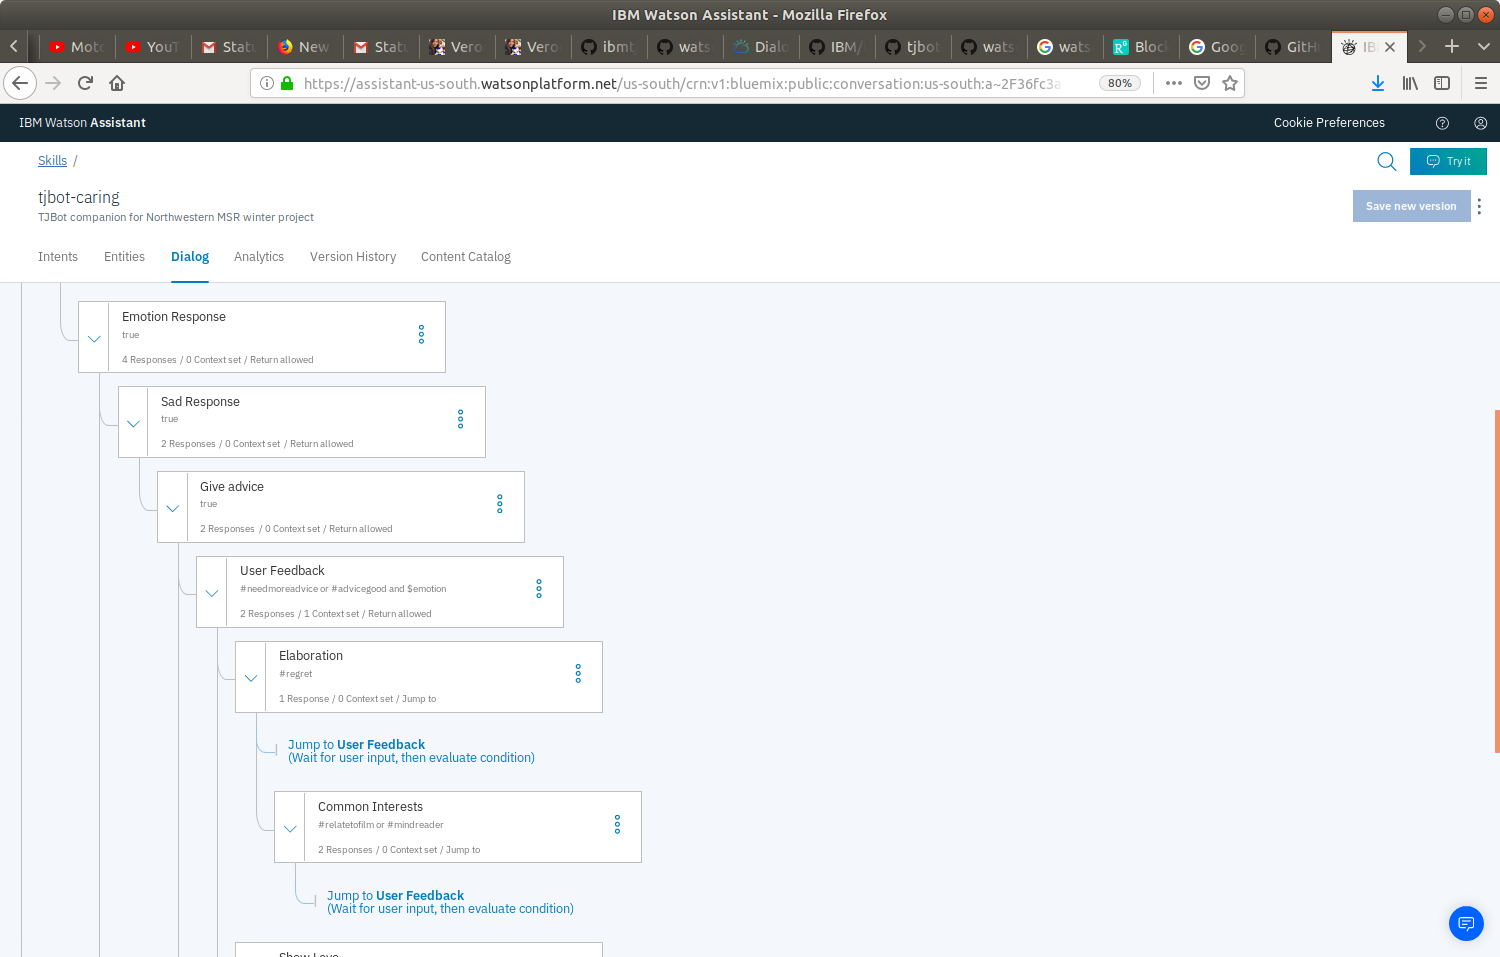 IBM Watson Assistant - Mozilla Firefox
Moto YouT Statu New Statu Vero Vero ibmt wats Dialo IBM/ tjbot wats wats Block Goog GitHu IB
https://assistant-us-south.watsonplatform.net/us-south/crn:v1:bluemix:public:conversation:us-south:a~2F36fc3a 80%
IBM Watson Assistant Cookie Preferences
Skills / Try it
tjbot-caring
TJBot companion for Northwestern MSR winter project
Save new version
Intents Entities Dialog Analytics Version History Content Catalog
Emotion Response
true
4 Responses / 0 Context set / Return allowed
Sad Response
true
2 Responses / 0 Context set / Return allowed
Give advice
true
2 Responses / 0 Context set / Return allowed
User Feedback
#needmoreadvice or #advicegood and $emotion
2 Responses / 1 Context set / Return allowed
Elaboration
#regret
1 Response / 0 Context set / Jump to
Jump to User Feedback
(Wait for user input, then evaluate condition)
Common Interests
#relatetofilm or #mindreader
2 Responses / 0 Context set / Jump to
Jump to User Feedback
(Wait for user input, then evaluate condition)
Show Love